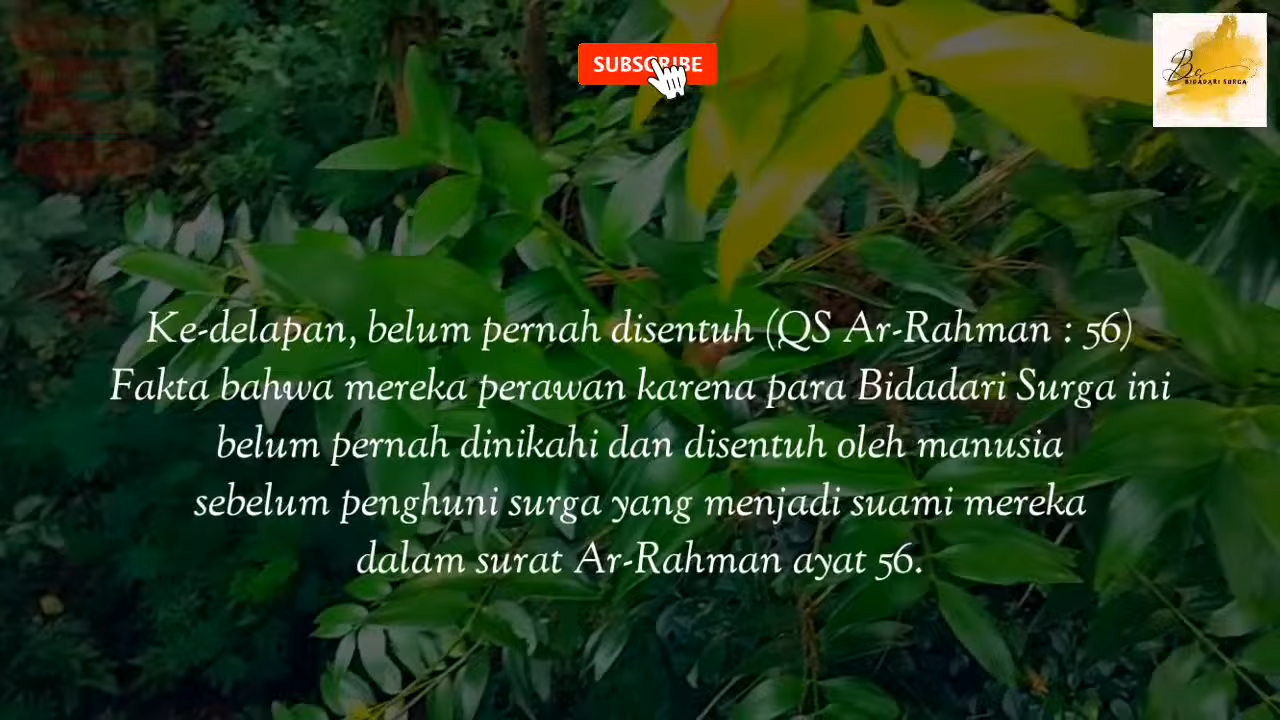 SUBSCRIBE
Bs
BIDADARI SURGA
Ke-delapan, belum pernah disentuh (QS Ar-Rahman : 56)
Fakta bahwa mereka perawan karena para Bidadari Surga ini
belum pernah dinikahi dan disentuh oleh manusia
sebelum penghuni surga yang menjadi suami mereka
dalam surat Ar-Rahman ayat 56.